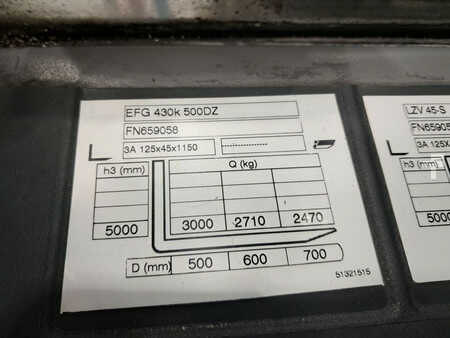 EFG 430k 500DZ
FN659058
3A 125x45x1150
h3 (mm)
Q (kg)
5000
3000 2710 2470
D (mm) 500 600 700
51321515
LZV 45-S
FN65905
3A 125x4
h3 (mm)
5000